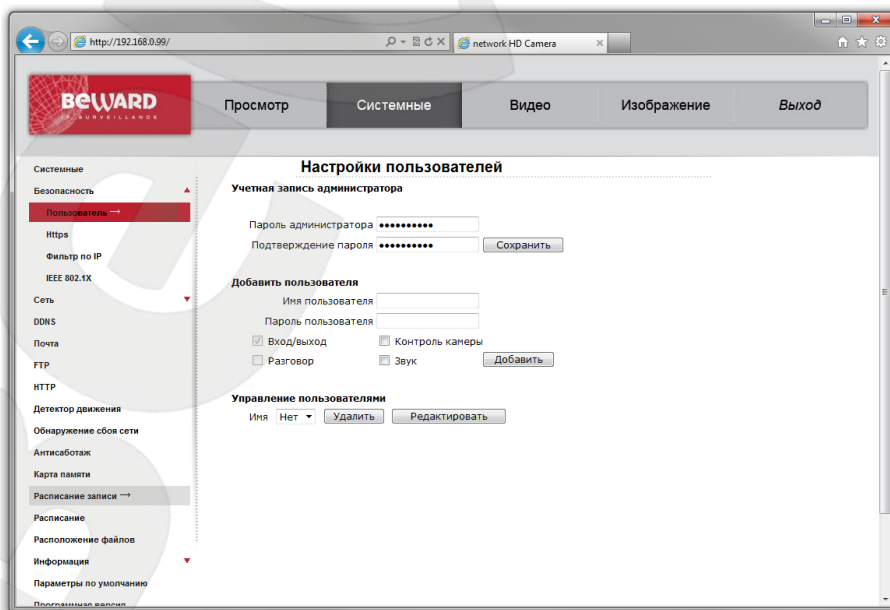 http://192.168.0.99/
network HD Camera
BEWARD
IP SURVEILLANCE
Просмотр
Системные
Видео
Изображение
Выход
Системные
Безопасность
Пользователь →
Https
Фильтр по IP
IEEE 802.1X
Сеть
DDNS
Почта
FTP
HTTP
Детектор движения
Обнаружение сбоя сети
Антисаботаж
Карта памяти
Расписание записи →
Расписание
Расположение файлов
Информация
Параметры по умолчанию
Программная версия
Настройки пользователей
Учетная запись администратора
Пароль администратора ••••••••••
Подтверждение пароля •••••••••• Сохранить
Добавить пользователя
Имя пользователя
Пароль пользователя
Вход/выход Контроль камеры
Разговор Звук Добавить
Управление пользователями
Имя Нет Удалить Редактировать